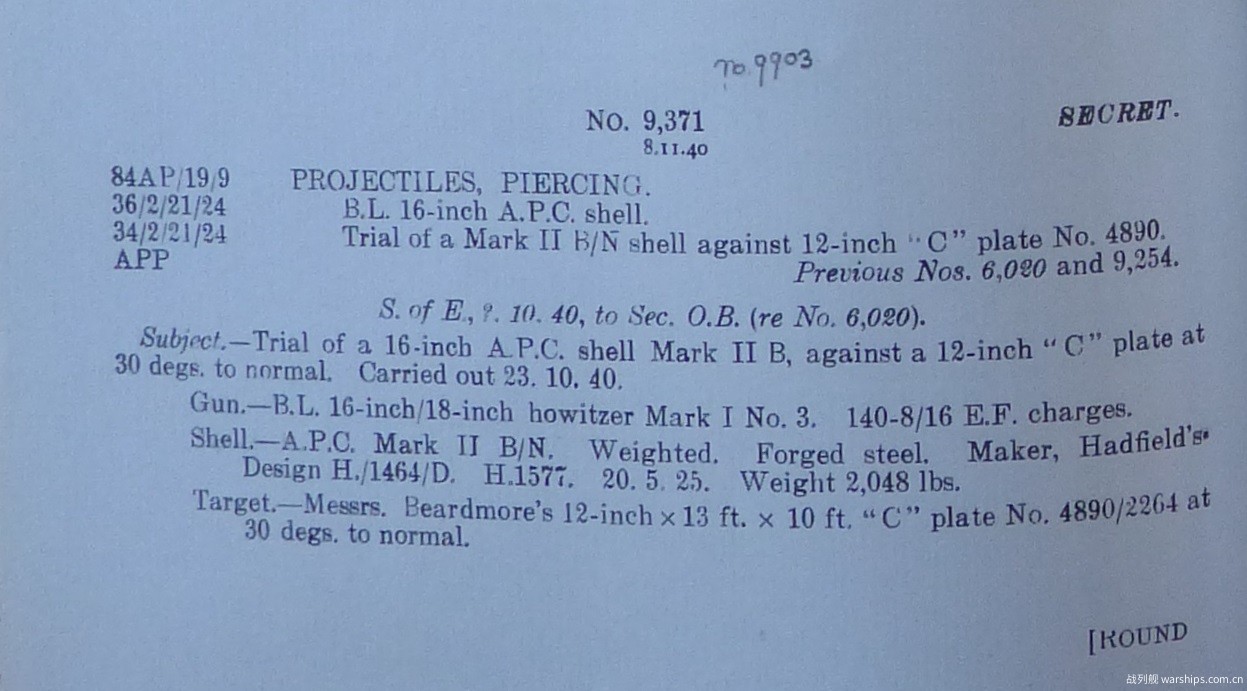 no. 9903
No. 9,371
SECRET.
8.11.40
84AP/19/9 PROJECTILES, PIERCING.
36/2/21/24 B.L. 16-inch A.P.C. shell.
34/2/21/24 Trial of a Mark II B/N shell against 12-inch "C" plate No. 4890.
APP Previous Nos. 6,020 and 9,254.
S. of E., ?. 10. 40, to Sec. O.B. (re No. 6,020).
Subject.—Trial of a 16-inch A.P.C. shell Mark II B, against a 12-inch "C" plate at
30 degs. to normal. Carried out 23. 10. 40.
Gun.—B.L. 16-inch/18-inch howitzer Mark I No. 3. 140-8/16 E.F. charges.
Shell.—A.P.C. Mark II B/N. Weighted. Forged steel. Maker, Hadfield's.
Design H./1464/D. H.1577. 20. 5. 25. Weight 2,048 lbs.
Target.—Messrs. Beardmore's 12-inch × 13 ft. × 10 ft. "C" plate No. 4890/2264 at
30 degs. to normal.
[ROUND
战列舰 warships.com.cn